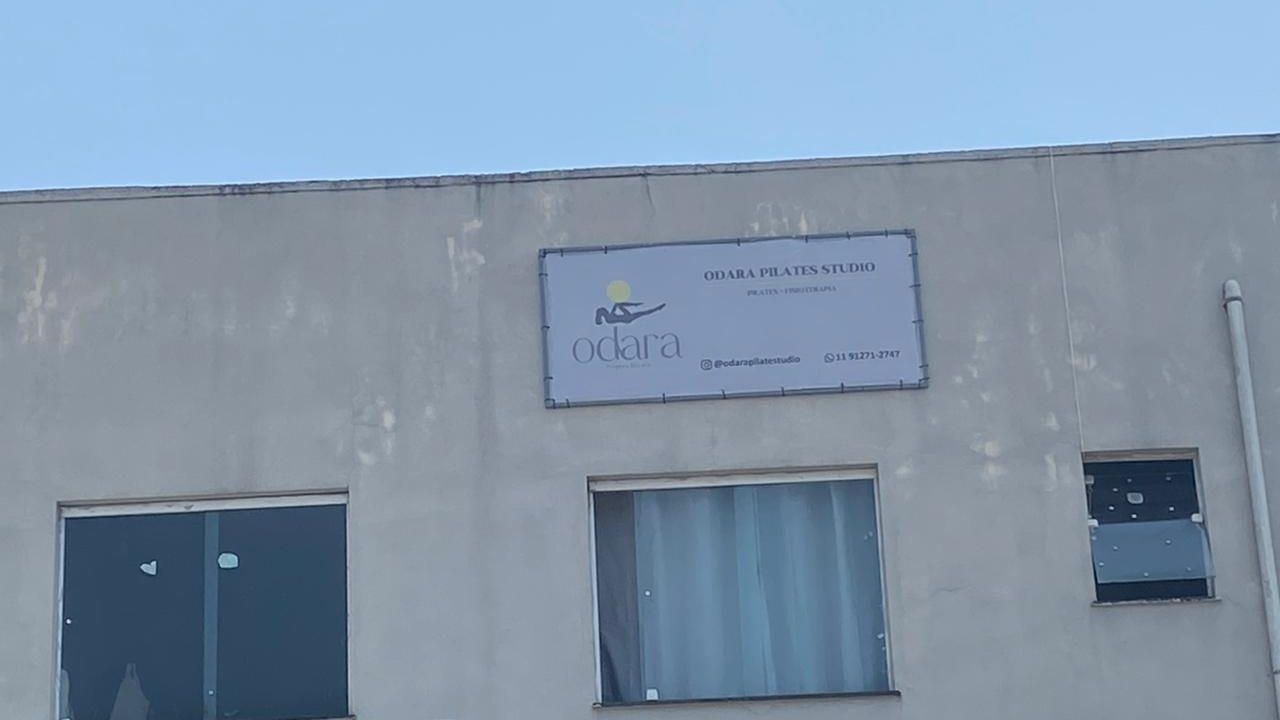 ODARA PILATES STUDIO
PILATES • FISIOTERAPIA
odara
@odarapilatestudio
11 91271-2747